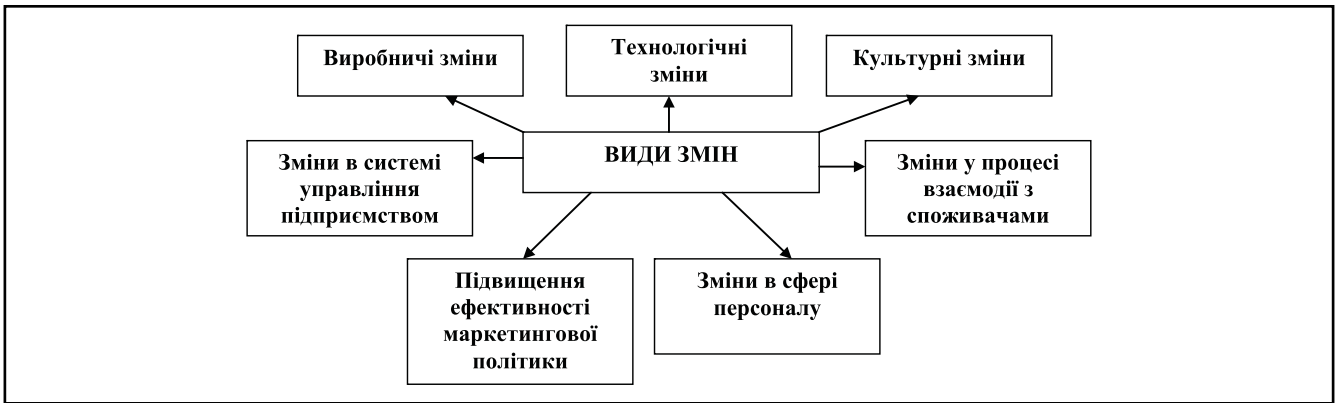 Виробничі зміни
Технологічні
зміни
Культурні зміни
ВИДИ ЗМІН
Зміни в системі
управління
підприємством
Зміни у процесі
взаємодії з
споживачами
Підвищення
ефективності
маркетингової
політики
Зміни в сфері
персоналу